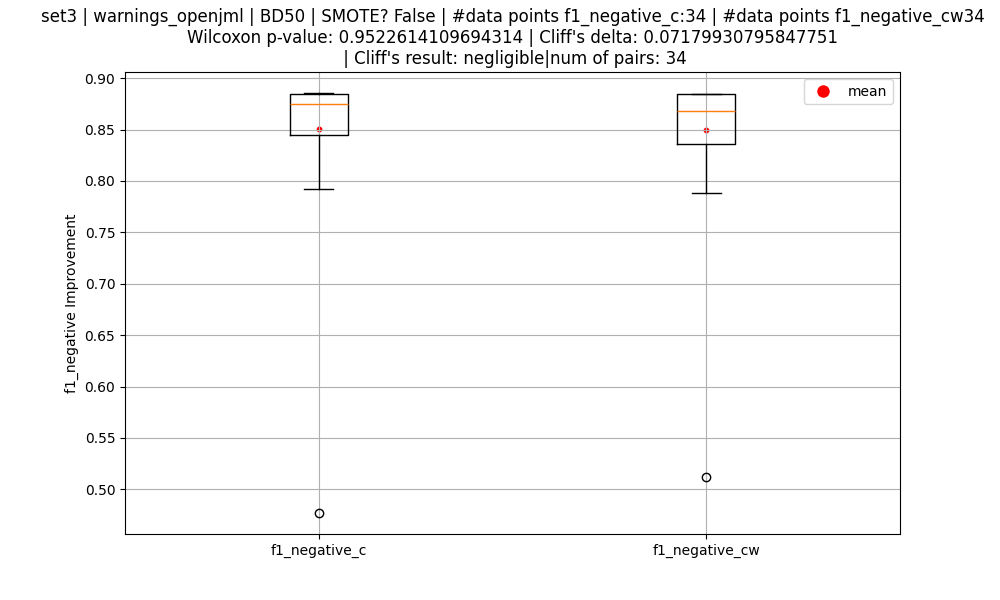 set3 | warnings_openjml | BD50 | SMOTE? False | #data points f1_negative_c:34 | #data points f1_negative_cw34
Wilcoxon p-value: 0.9522614109694314 | Cliff's delta: 0.07179930795847751
| Cliff's result: negligible|num of pairs: 34
mean
f1_negative Improvement
0.90
0.85
0.80
0.75
0.70
0.65
0.60
0.55
0.50
f1_negative_c
f1_negative_cw